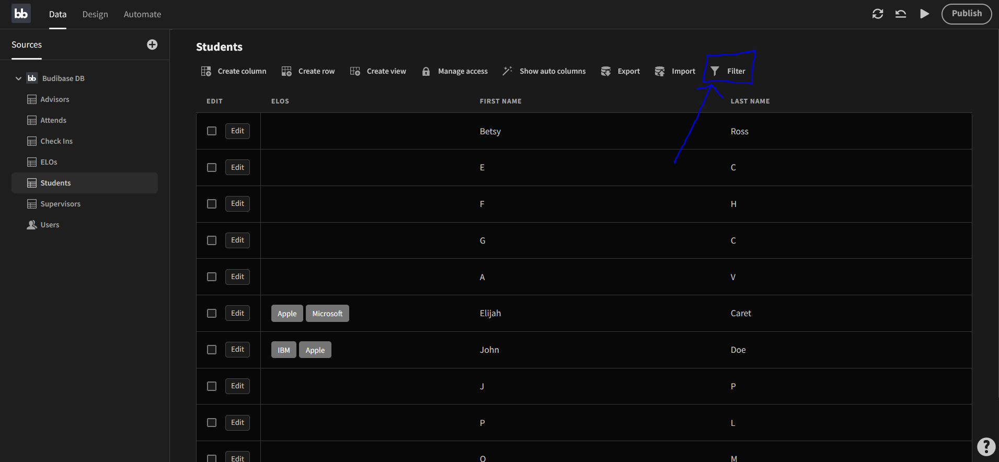 bb Data Design Automate Publish
Sources
Budibase DB
Advisors
Attends
Check Ins
ELOs
Students
Supervisors
Users
Students
Create column Create row Create view Manage access Show auto columns Export Import Filter
EDIT ELOS FIRST NAME LAST NAME
Edit Betsy Ross
Edit E C
Edit F H
Edit G C
Edit A V
Edit Apple Microsoft Elijah Caret
Edit IBM Apple John Doe
Edit J P
Edit P L
Edit O M
?